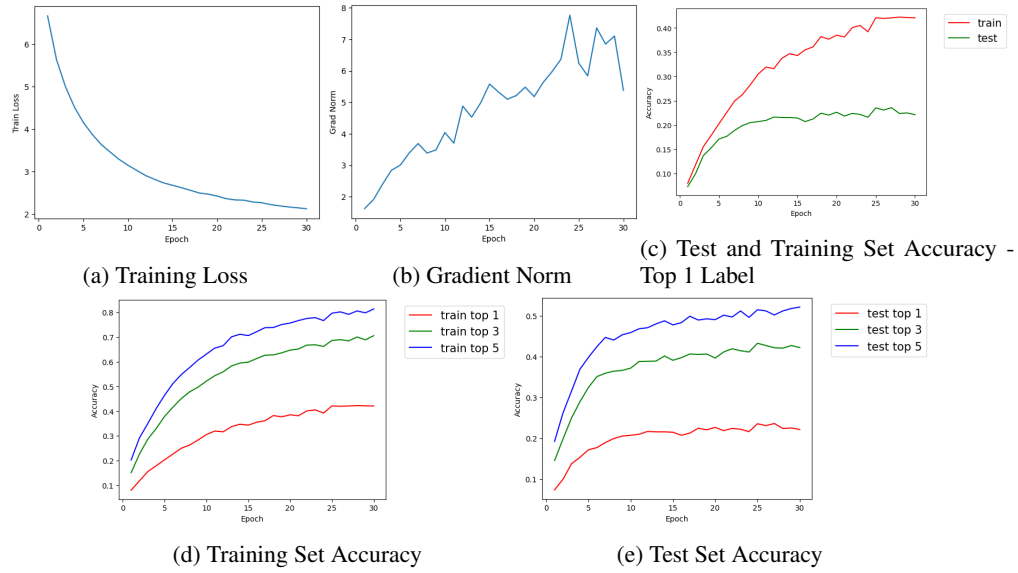 6
5
4
3
2
Train Loss
0 5 10 15 20 25 30
Epoch
(a) Training Loss
8
7
6
5
4
3
2
Grad Norm
0 5 10 15 20 25 30
Epoch
(b) Gradient Norm
0.40
0.35
0.30
0.25
0.20
0.15
0.10
Accuracy
0 5 10 15 20 25 30
Epoch
train
test
(c) Test and Training Set Accuracy -
Top 1 Label
0.8
0.7
0.6
0.5
0.4
0.3
0.2
0.1
Accuracy
0 5 10 15 20 25 30
Epoch
train top 1
train top 3
train top 5
(d) Training Set Accuracy
0.5
0.4
0.3
0.2
0.1
Accuracy
0 5 10 15 20 25 30
Epoch
test top 1
test top 3
test top 5
(e) Test Set Accuracy